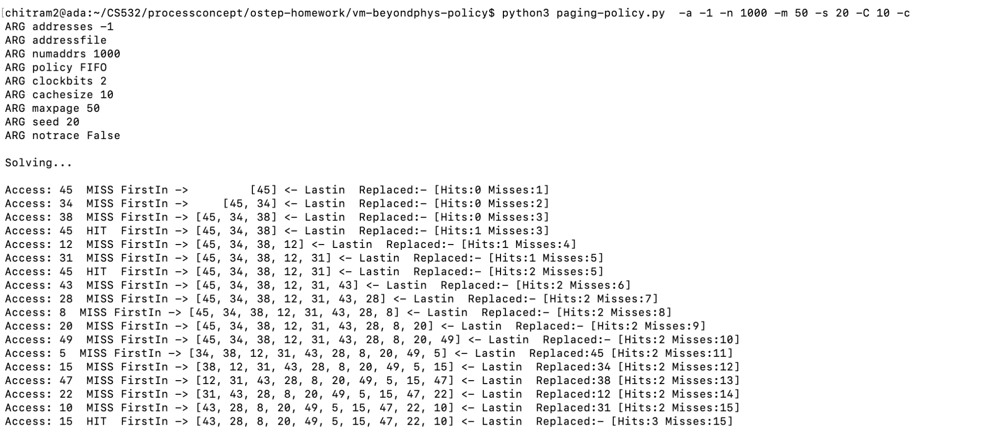 [chitram2@ada:~/CS532/processconcept/ostep-homework/vm-beyondphys-policy$ python3 paging-policy.py  -a -1 -n 1000 -m 50 -s 20 -C 10 -c
ARG addresses -1
ARG addressfile
ARG numaddrs 1000
ARG policy FIFO
ARG clockbits 2
ARG cachesize 10
ARG maxpage 50
ARG seed 20
ARG notrace False
Solving...
Access: 45  MISS FirstIn ->         [45] <- Lastin  Replaced:- [Hits:0 Misses:1]
Access: 34  MISS FirstIn ->     [45, 34] <- Lastin  Replaced:- [Hits:0 Misses:2]
Access: 38  MISS FirstIn -> [45, 34, 38] <- Lastin  Replaced:- [Hits:0 Misses:3]
Access: 45  HIT  FirstIn -> [45, 34, 38] <- Lastin  Replaced:- [Hits:1 Misses:3]
Access: 12  MISS FirstIn -> [45, 34, 38, 12] <- Lastin  Replaced:- [Hits:1 Misses:4]
Access: 31  MISS FirstIn -> [45, 34, 38, 12, 31] <- Lastin  Replaced:- [Hits:1 Misses:5]
Access: 45  HIT  FirstIn -> [45, 34, 38, 12, 31] <- Lastin  Replaced:- [Hits:2 Misses:5]
Access: 43  MISS FirstIn -> [45, 34, 38, 12, 31, 43] <- Lastin  Replaced:- [Hits:2 Misses:6]
Access: 28  MISS FirstIn -> [45, 34, 38, 12, 31, 43, 28] <- Lastin  Replaced:- [Hits:2 Misses:7]
Access: 8  MISS FirstIn -> [45, 34, 38, 12, 31, 43, 28, 8] <- Lastin  Replaced:- [Hits:2 Misses:8]
Access: 20  MISS FirstIn -> [45, 34, 38, 12, 31, 43, 28, 8, 20] <- Lastin  Replaced:- [Hits:2 Misses:9]
Access: 49  MISS FirstIn -> [45, 34, 38, 12, 31, 43, 28, 8, 20, 49] <- Lastin  Replaced:- [Hits:2 Misses:10]
Access: 5  MISS FirstIn -> [34, 38, 12, 31, 43, 28, 8, 20, 49, 5] <- Lastin  Replaced:45 [Hits:2 Misses:11]
Access: 15  MISS FirstIn -> [38, 12, 31, 43, 28, 8, 20, 49, 5, 15] <- Lastin  Replaced:34 [Hits:2 Misses:12]
Access: 47  MISS FirstIn -> [12, 31, 43, 28, 8, 20, 49, 5, 15, 47] <- Lastin  Replaced:38 [Hits:2 Misses:13]
Access: 22  MISS FirstIn -> [31, 43, 28, 8, 20, 49, 5, 15, 47, 22] <- Lastin  Replaced:12 [Hits:2 Misses:14]
Access: 10  MISS FirstIn -> [43, 28, 8, 20, 49, 5, 15, 47, 22, 10] <- Lastin  Replaced:31 [Hits:2 Misses:15]
Access: 15  HIT  FirstIn -> [43, 28, 8, 20, 49, 5, 15, 47, 22, 10] <- Lastin  Replaced:- [Hits:3 Misses:15]